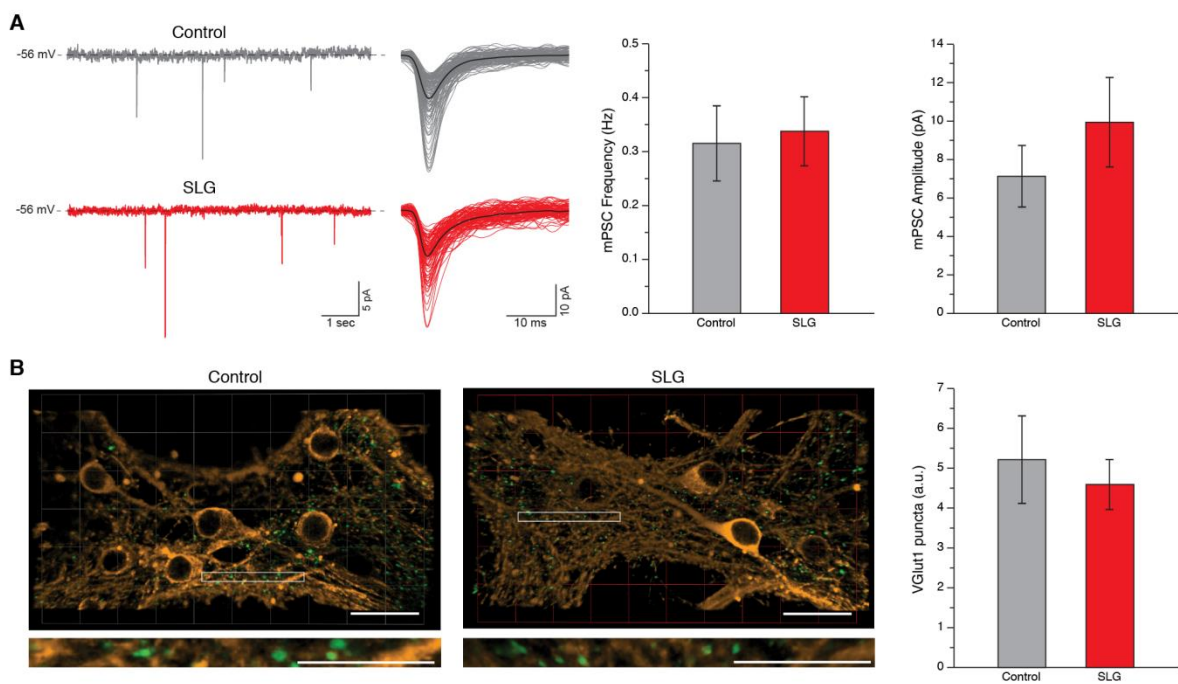 A
Control
-56 mV
SLG
-56 mV
1 sec
5 pA
10 ms
10 pA
mPSC Frequency (Hz)
0.5
0.4
0.3
0.2
0.1
0.0
Control
SLG
mPSC Amplitude (pA)
14
12
10
8
6
4
2
0
Control
SLG
B
Control
SLG
VGlut1 puncta (a.u.)
7
6
5
4
3
2
1
0
Control
SLG